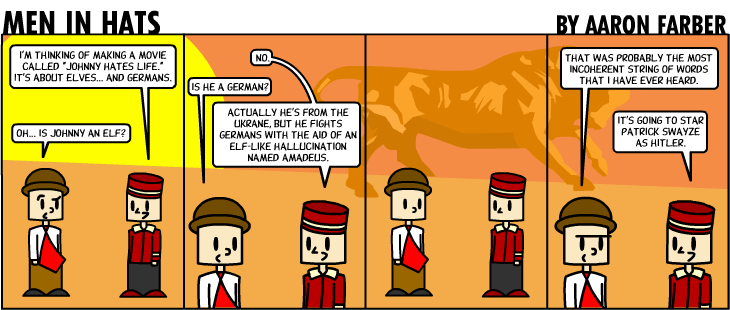 MEN IN HATS
BY AARON FARBER
I'M THINKING OF MAKING A MOVIE
CALLED "JOHNNY HATES LIFE."
IT'S ABOUT ELVES... AND GERMANS.
OH... IS JOHNNY AN ELF?
IS HE A GERMAN?
NO.
ACTUALLY HE'S FROM THE
UKRANE, BUT HE FIGHTS
GERMANS WITH THE AID OF AN
ELF-LIKE HALLUCINATION
NAMED AMADEUS.
THAT WAS PROBABLY THE MOST
INCOHERENT STRING OF WORDS
THAT I HAVE EVER HEARD.
IT'S GOING TO STAR
PATRICK SWAYZE
AS HITLER.